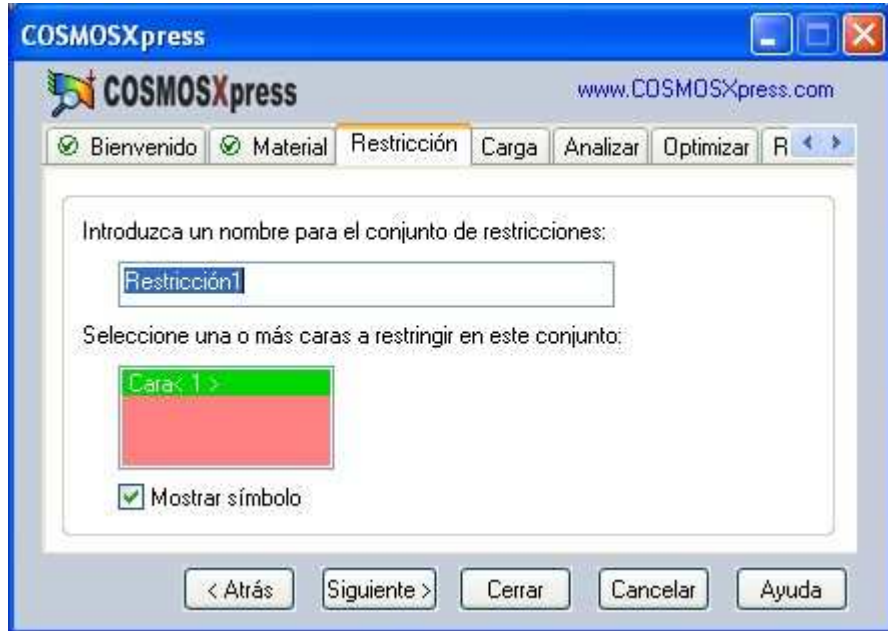 COSMOSXpress
COSMOSXpress www.COSMOSXpress.com
Bienvenido Material Restricción Carga Analizar Optimizar R
Introduzca un nombre para el conjunto de restricciones:
Restricción1
Seleccione una o más caras a restringir en este conjunto:
Cara< 1 >
Mostrar símbolo
< Atrás Siguiente > Cerrar Cancelar Ayuda